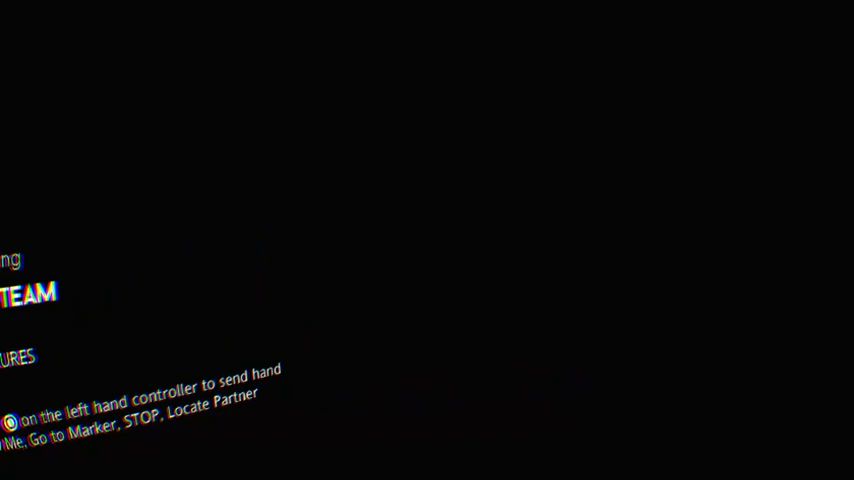 ng
TEAM
URES
on the left hand controller to send hand
Me, Go to Marker, STOP, Locate Partner